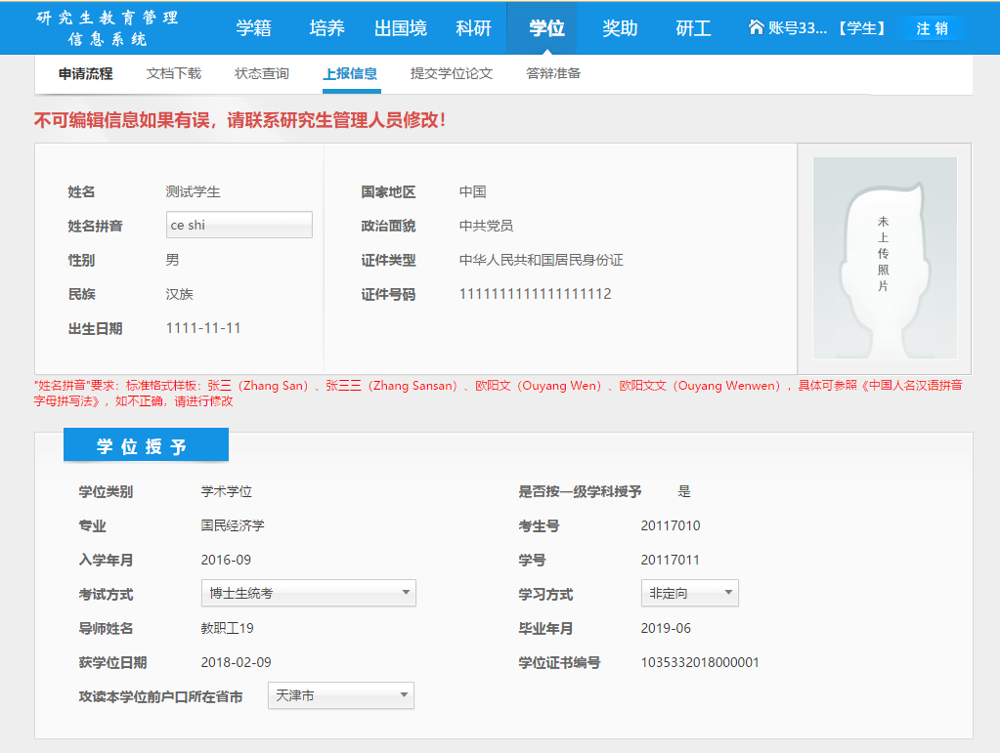 研究生教育管理
信息系统
学籍 培养 出国境 科研 学位 奖助 研工 账号33... 【学生】 注 销
申请流程 文档下载 状态查询 上报信息 提交学位论文 答辩准备
不可编辑信息如果有误，请联系研究生管理人员修改！
姓名 测试学生 国家地区 中国
姓名拼音 ce shi 政治面貌 中共党员
性别 男 证件类型 中华人民共和国居民身份证
民族 汉族 证件号码 1111111111111111112
出生日期 1111-11-11
未上传照片
"姓名拼音"要求：标准格式样板：张三（Zhang San）、张三三（Zhang Sansan）、欧阳文（Ouyang Wen）、欧阳文文（Ouyang Wenwen），具体可参照《中国人名汉语拼音
字母拼写法》，如不正确，请进行修改
学位授予
学位类别 学术学位 是否按一级学科授予 是
专业 国民经济学 考生号 20117010
入学年月 2016-09 学号 20117011
考试方式 博士生统考 学习方式 非定向
导师姓名 教职工19 毕业年月 2019-06
获学位日期 2018-02-09 学位证书编号 1035332018000001
攻读本学位前户口所在省市 天津市